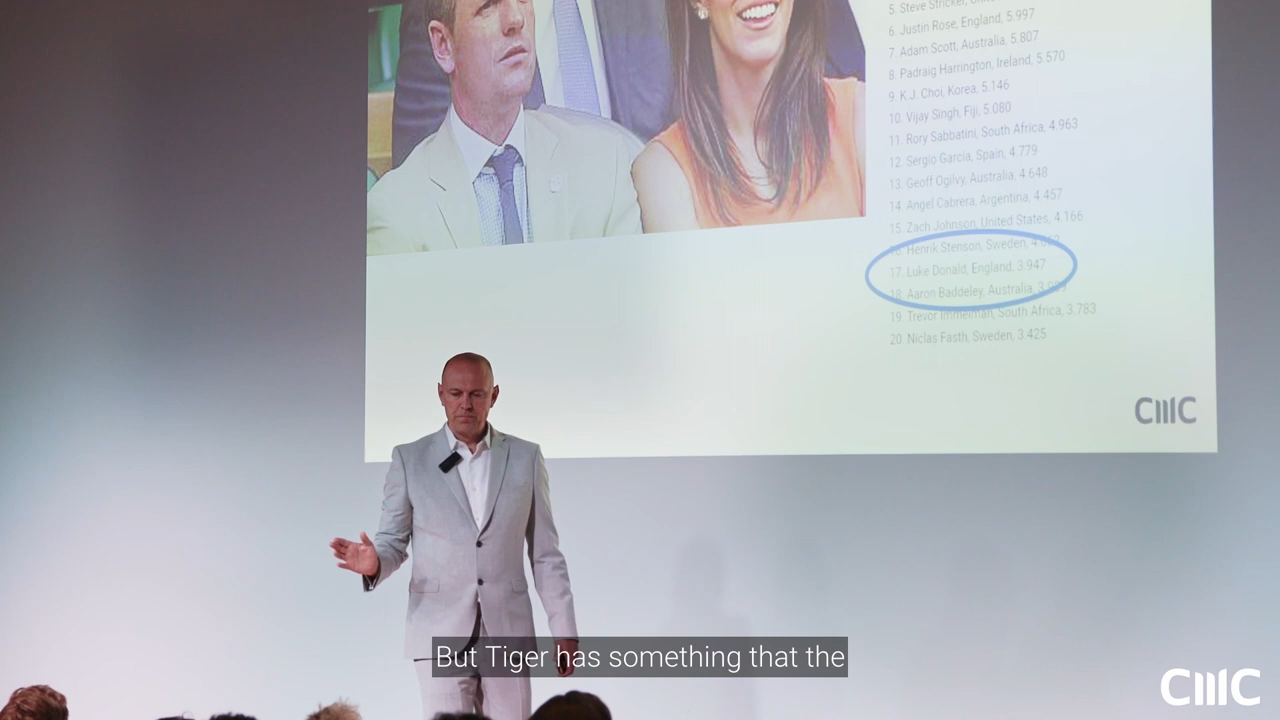 5. Steve Stricker,
6. Justin Rose, England, 5.997
7. Adam Scott, Australia, 5.807
8. Padraig Harrington, Ireland, 5.570
9. K.J. Choi, Korea, 5.146
10. Vijay Singh, Fiji, 5.080
11. Rory Sabbatini, South Africa, 4.963
12. Sergio Garcia, Spain, 4.779
13. Geoff Ogilvy, Australia, 4.648
14. Angel Cabrera, Argentina, 4.457
15. Zach Johnson, United States, 4.166
16. Henrik Stenson, Sweden,
17. Luke Donald, England, 3.947
18. Aaron Baddeley, Australia,
19. Trevor Immelman, South Africa, 3.783
20. Niclas Fasth, Sweden, 3.425
CMC
But Tiger has something that the
CMC